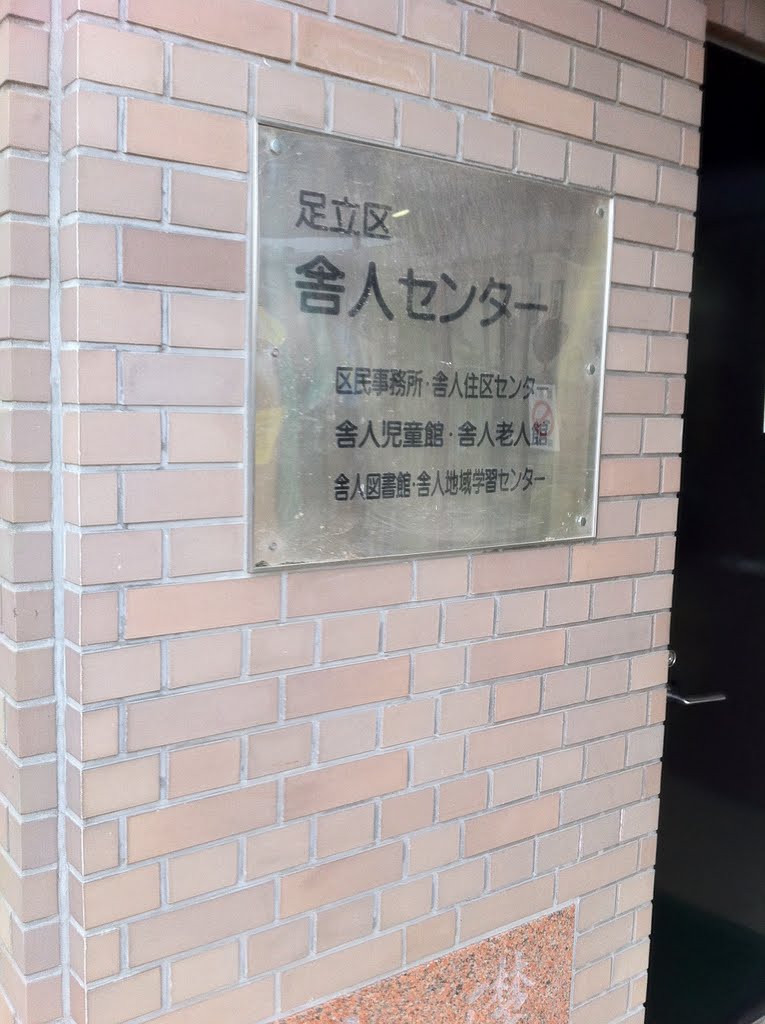 足立区
舎人センター
区民事務所・舎人住区センター
舎人児童館・舎人老人館
舎人図書館・舎人地域学習センター